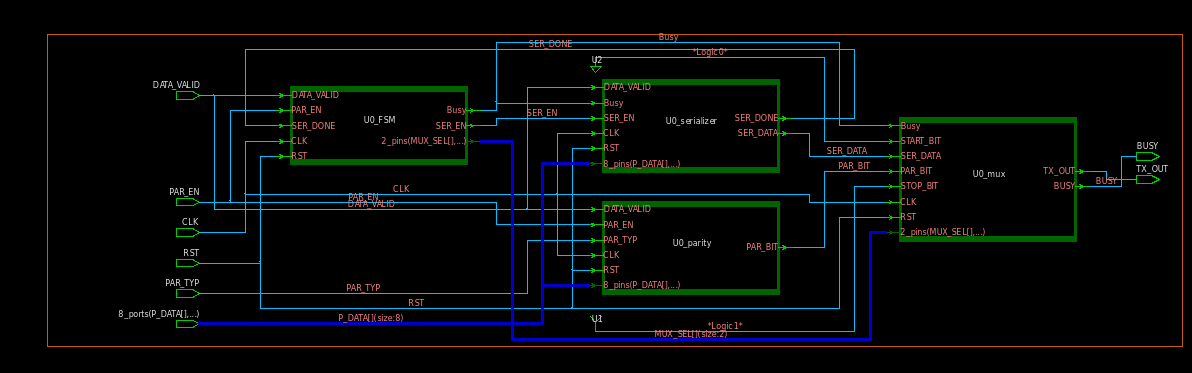 Busy
SER_DONE
*Logic0*
U2
DATA_VALID
DATA_VALID
PAR_EN
SER_DONE
CLK
RST
U0_FSM
Busy
SER_EN
2_pins(MUX_SEL[],...)
SER_EN
DATA_VALID
Busy
SER_EN
CLK
RST
8_pins(P_DATA[],...)
U0_serializer
SER_DONE
SER_DATA
SER_DATA
PAR_BIT
Busy
START_BIT
SER_DATA
PAR_BIT
STOP_BIT
CLK
RST
2_pins(MUX_SEL[],...)
U0_mux
TX_OUT
BUSY
BUSY
BUSY
TX_OUT
PAR_EN
CLK
PAR_EN
DATA_VALID
CLK
RST
DATA_VALID
PAR_EN
PAR_TYP
CLK
RST
8_pins(P_DATA[],...)
U0_parity
PAR_BIT
PAR_TYP
PAR_TYP
RST
8_ports(P_DATA[],...)
P_DATA[](size:8)
U1
*Logic1*
MUX_SEL[](size:2)